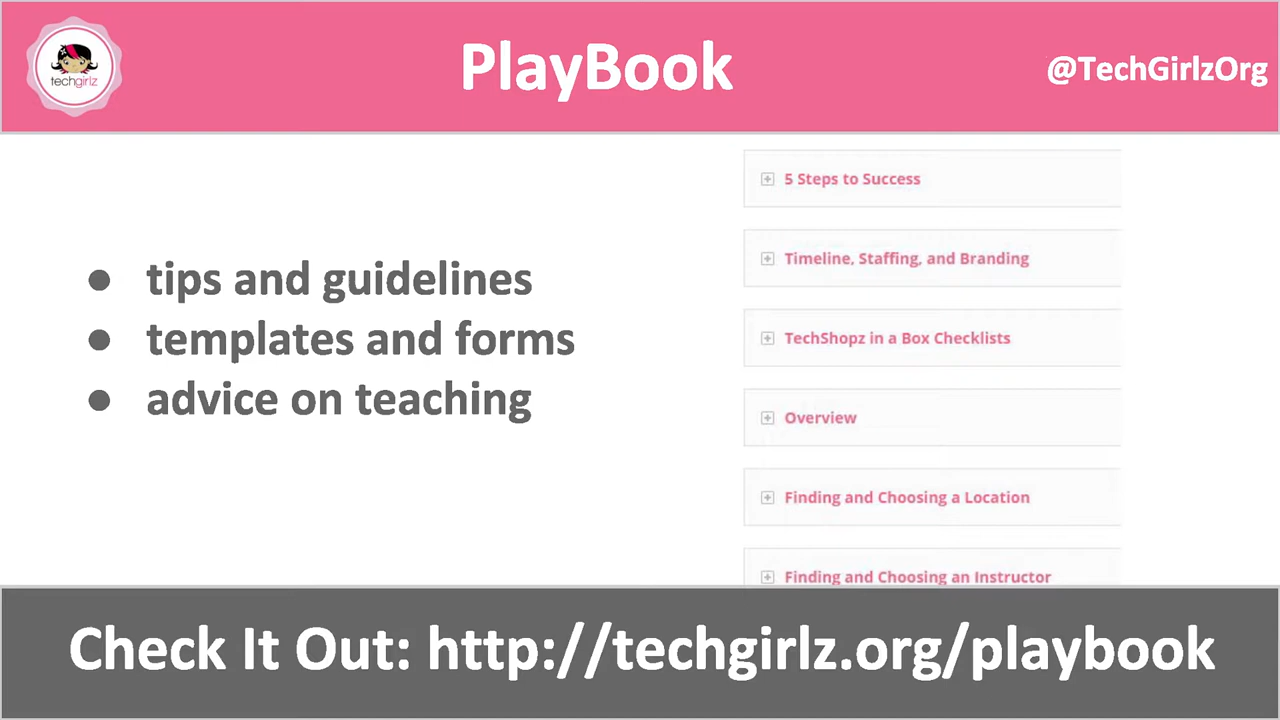 techgirlz
PlayBook
@TechGirlzOrg
● tips and guidelines
● templates and forms
● advice on teaching
5 Steps to Success
Timeline, Staffing, and Branding
TechShopz in a Box Checklists
Overview
Finding and Choosing a Location
Finding and Choosing an Instructor
Check It Out: http://techgirlz.org/playbook